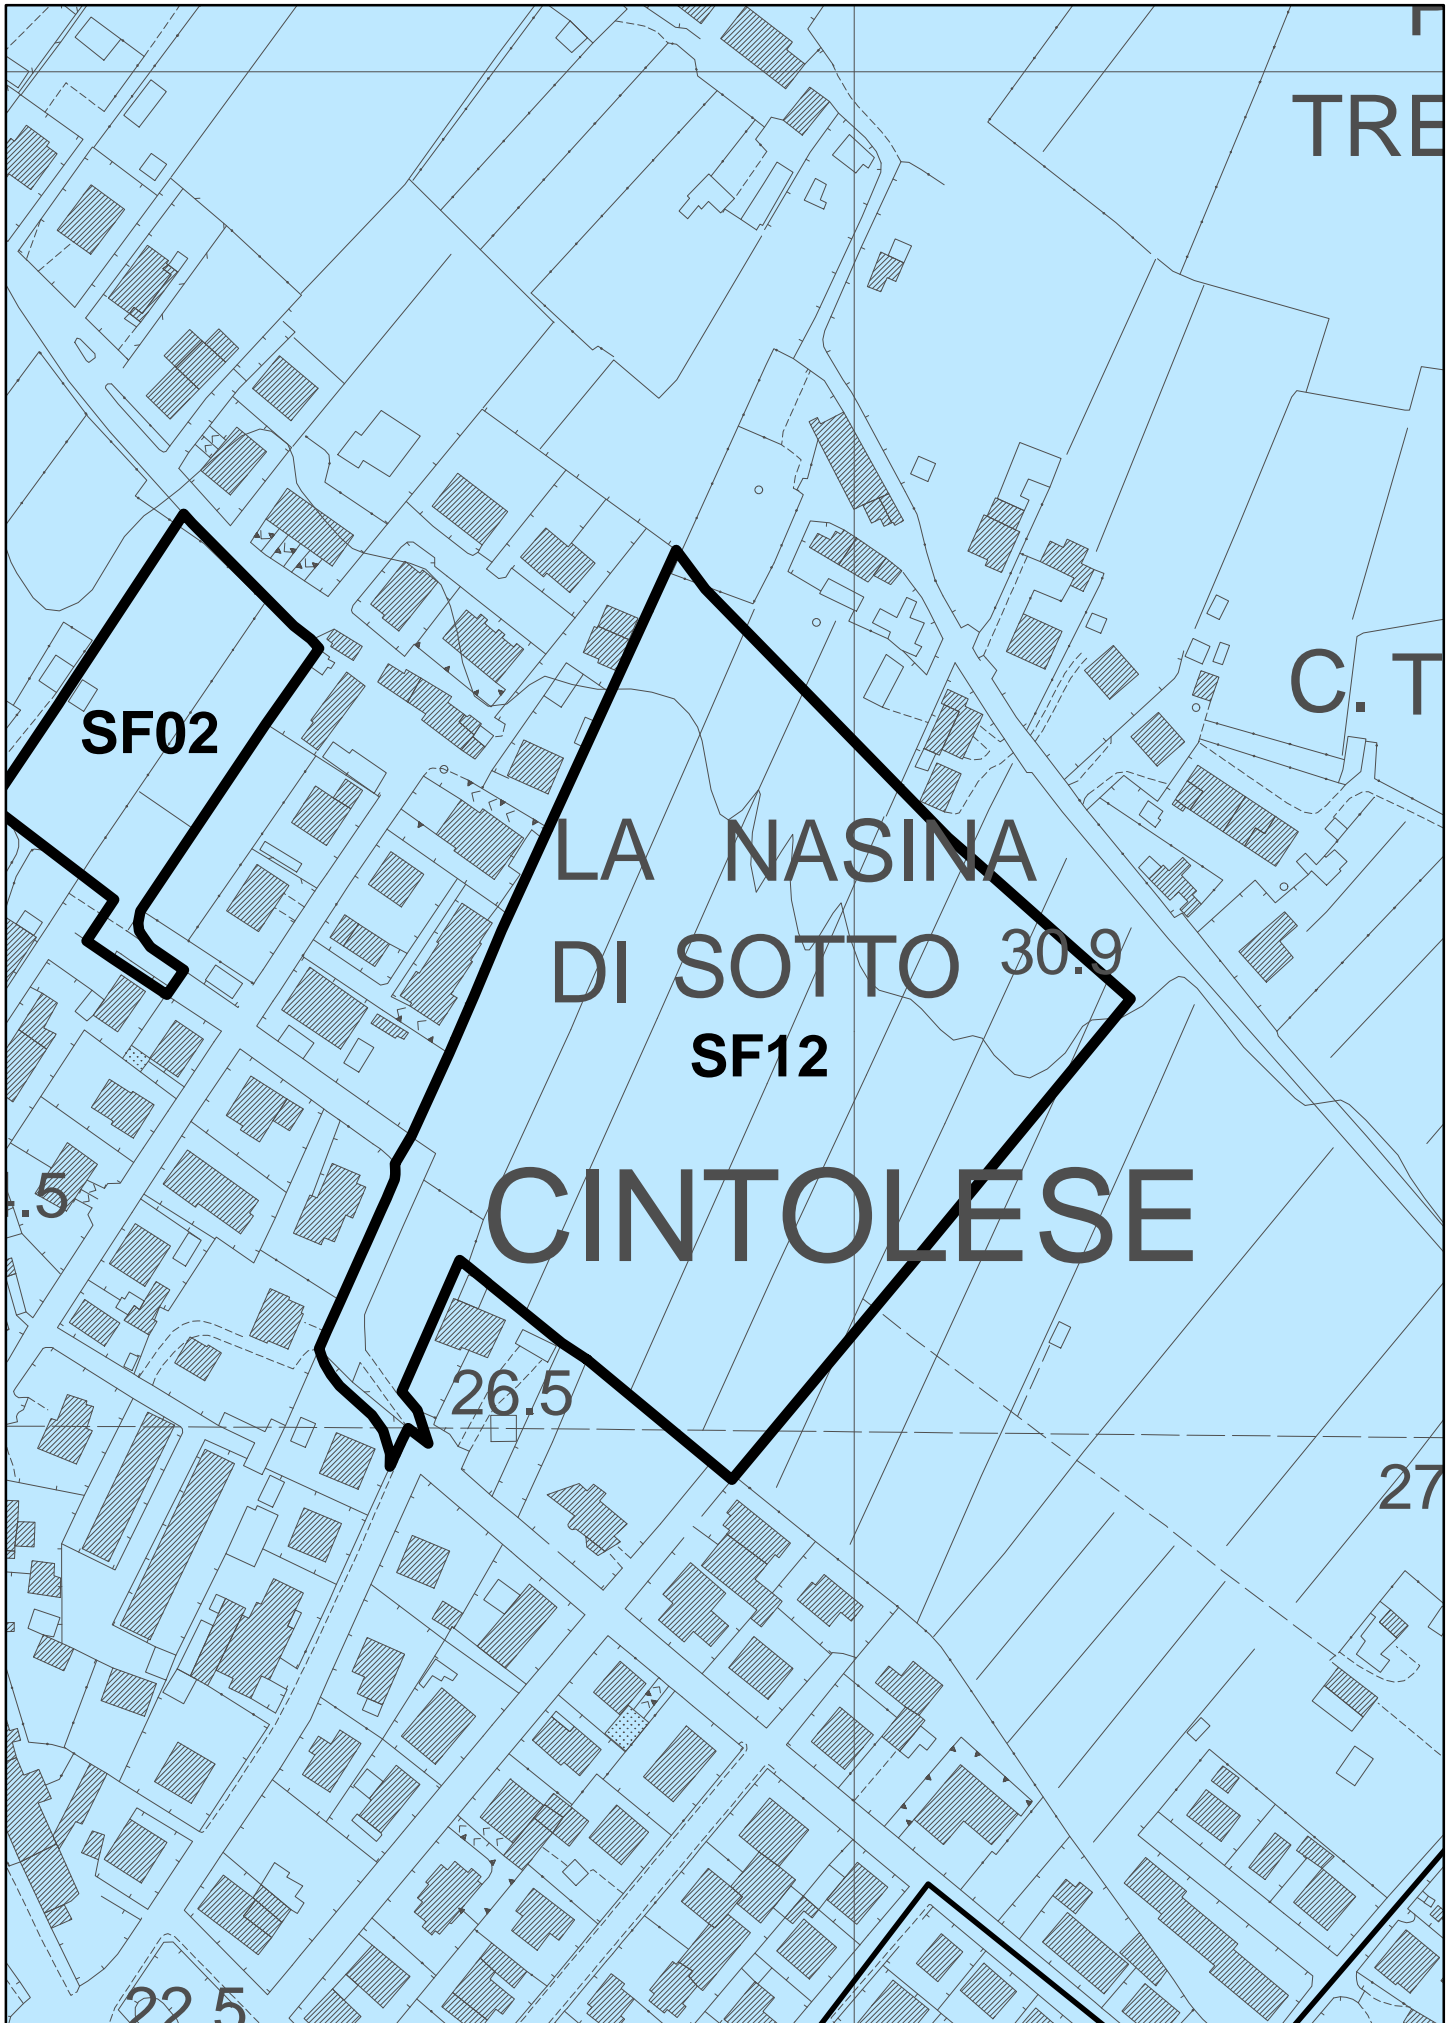 TRE
C. T
SF02
LA NASINA
DI SOTTO
30.9
SF12
CINTOLESE
.5
26.5
27
22.5